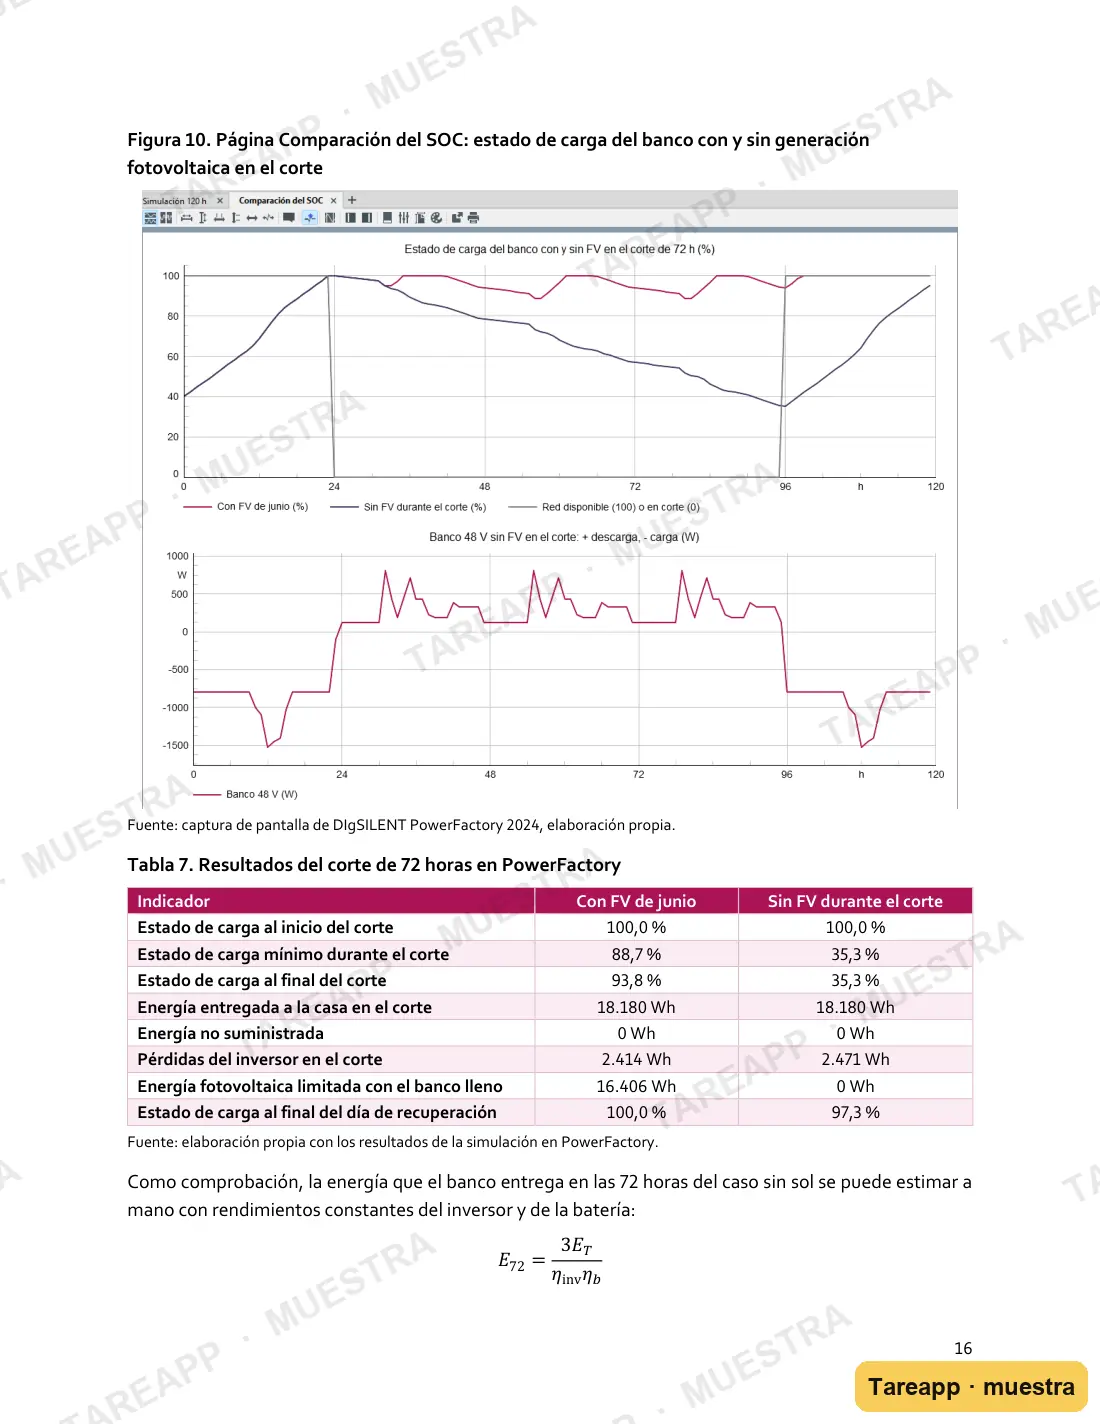 Figura 10. Página Comparación del SOC: estado de carga del banco con y sin generación
fotovoltaica en el corte
Simulación 120 h × Comparación del SOC × +
Estado de carga del banco con y sin FV en el corte de 72 h (%)
100
80
60
40
20
0
0 24 48 72 96 h 120
Con FV de junio (%) Sin FV durante el corte (%) Red disponible (100) o en corte (0)
Banco 48 V sin FV en el corte: + descarga, - carga (W)
1000
W
500
0
-500
-1000
-1500
0 24 48 72 96 h 120
Banco 48 V (W)
Fuente: captura de pantalla de DIgSILENT PowerFactory 2024, elaboración propia.
Tabla 7. Resultados del corte de 72 horas en PowerFactory
Indicador Con FV de junio Sin FV durante el corte
Estado de carga al inicio del corte 100,0 % 100,0 %
Estado de carga mínimo durante el corte 88,7 % 35,3 %
Estado de carga al final del corte 93,8 % 35,3 %
Energía entregada a la casa en el corte 18.180 Wh 18.180 Wh
Energía no suministrada 0 Wh 0 Wh
Pérdidas del inversor en el corte 2.414 Wh 2.471 Wh
Energía fotovoltaica limitada con el banco lleno 16.406 Wh 0 Wh
Estado de carga al final del día de recuperación 100,0 % 97,3 %
Fuente: elaboración propia con los resultados de la simulación en PowerFactory.
Como comprobación, la energía que el banco entrega en las 72 horas del caso sin sol se puede estimar a
mano con rendimientos constantes del inversor y de la batería:
E72 = 3ET / ηinvηb
16
Tareapp · muestra
TAREAPP · MUESTRA